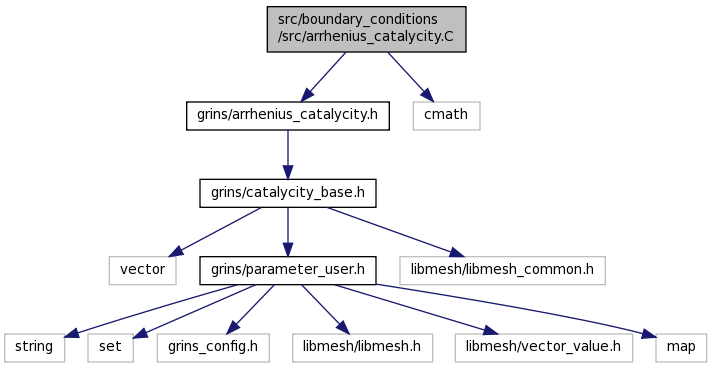 src/boundary_conditions
/src/arrhenius_catalycity.C
grins/arrhenius_catalycity.h
cmath
grins/catalycity_base.h
vector
grins/parameter_user.h
libmesh/libmesh_common.h
string
set
grins_config.h
libmesh/libmesh.h
libmesh/vector_value.h
map